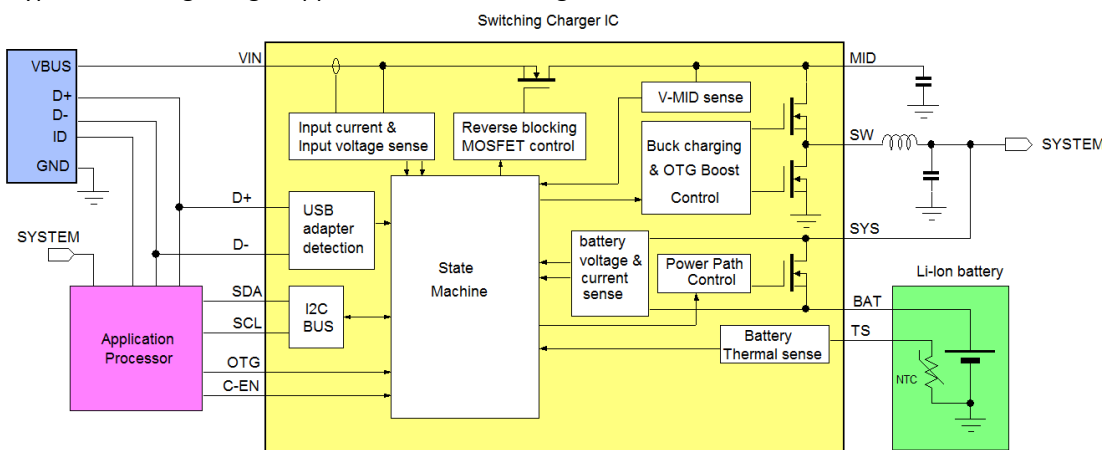 Switching Charger IC
VBUS
D+
D-
ID
GND
VIN
MID
V-MID sense
Input current &
Input voltage sense
Reverse blocking
MOSFET control
Buck charging
& OTG Boost
Control
SW
SYSTEM
D+
D-
USB
adapter
detection
SYS
SYSTEM
State
Machine
battery
voltage &
current
sense
Power Path
Control
Li-Ion battery
BAT
SDA
SCL
I2C
BUS
Application
Processor
OTG
C-EN
Battery
Thermal sense
TS
NTC